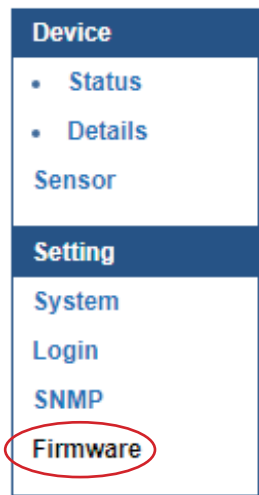 Device
• Status
• Details
Sensor
Setting
System
Login
SNMP
Firmware